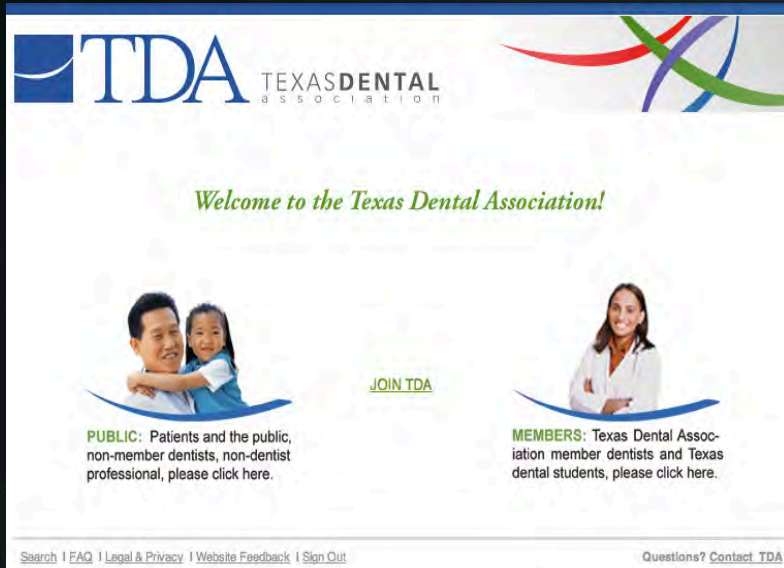 TDA TEXASDENTAL
association
Welcome to the Texas Dental Association!
JOIN TDA
PUBLIC: Patients and the public,
non-member dentists, non-dentist
professional, please click here.
MEMBERS: Texas Dental Assoc-
iation member dentists and Texas
dental students, please click here.
Search I FAQ I Legal & Privacy I Website Feedback I Sign Out
Questions? Contact TDA